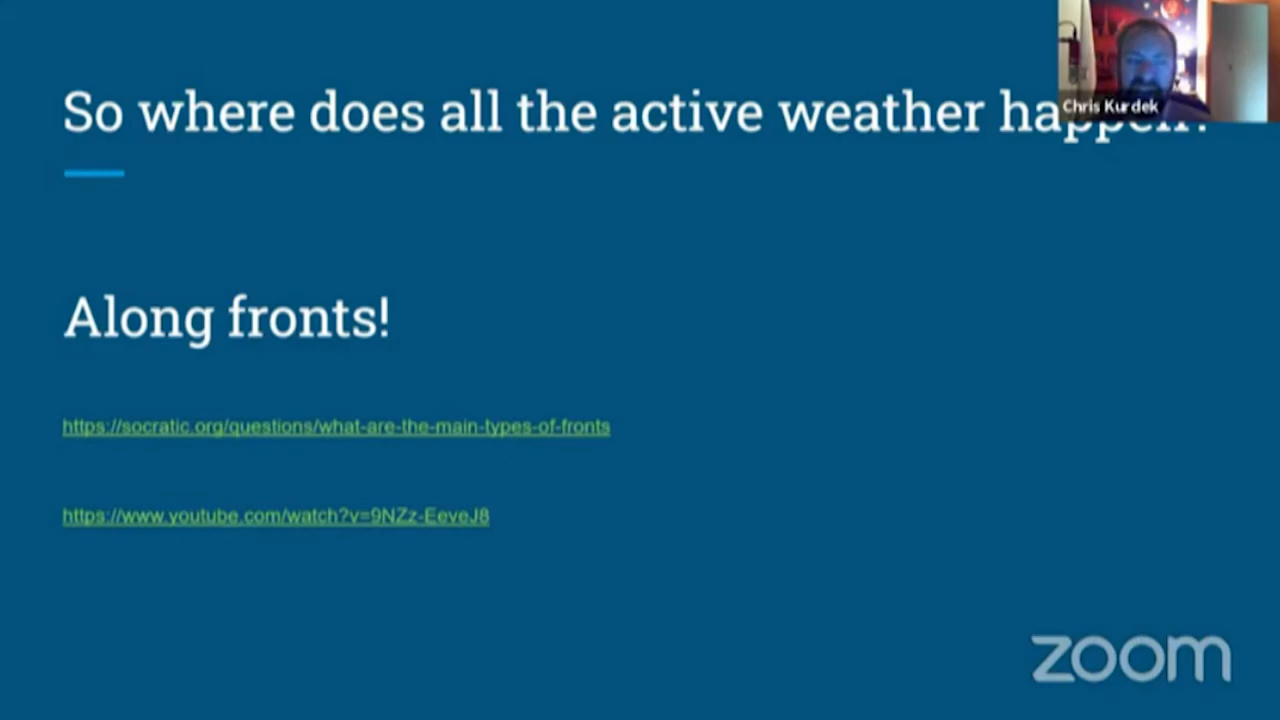 So where does all the active weather happen?
Chris Kurdek
Along fronts!
https://socratic.org/questions/what-are-the-main-types-of-fronts
https://www.youtube.com/watch?v=9NZz-EeveJ8
zoom